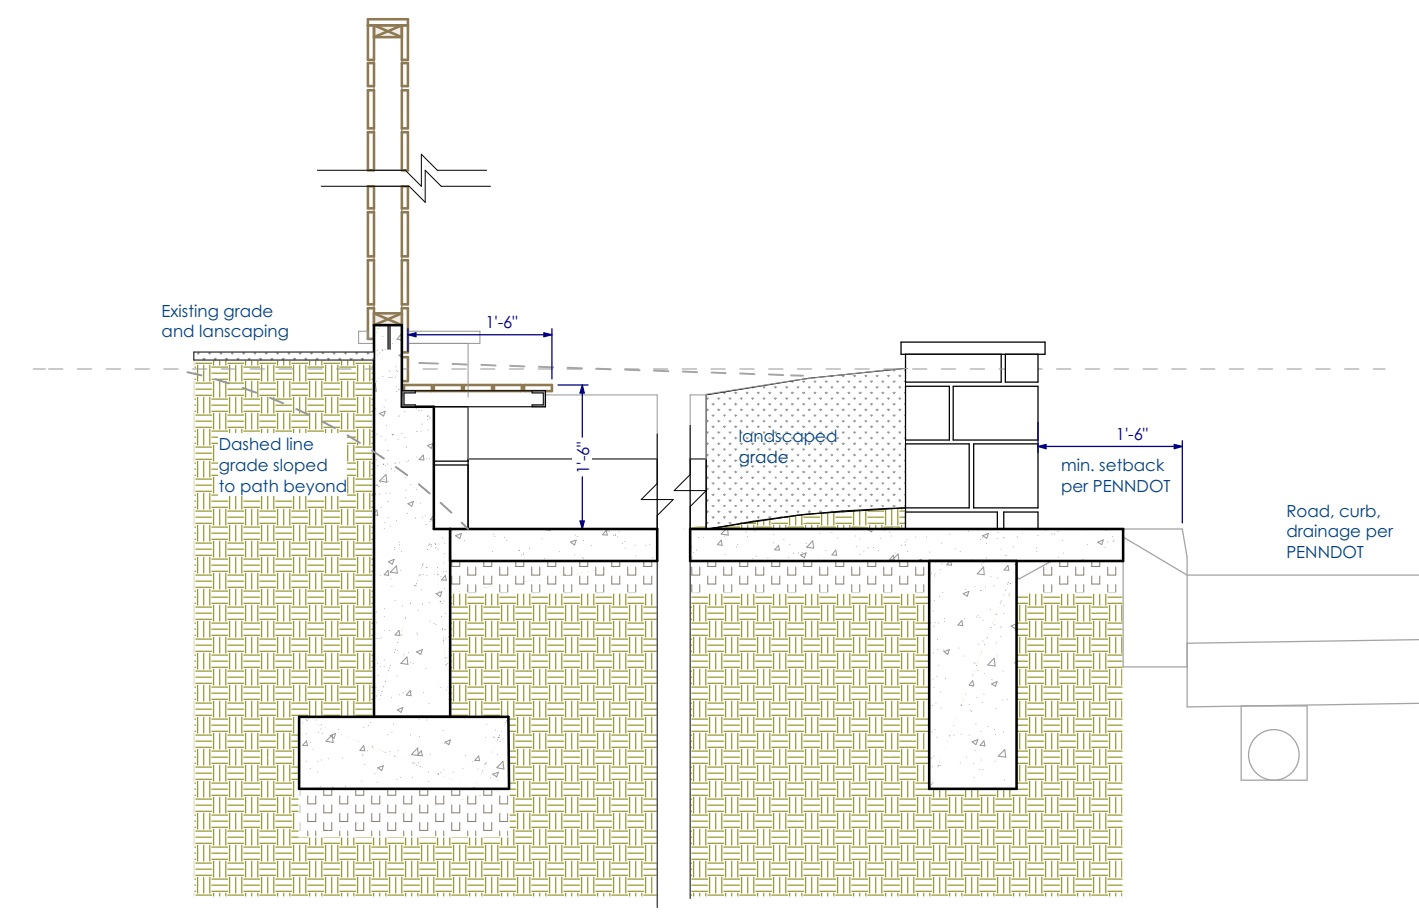 Existing grade
and lanscaping
1'-6"
Dashed line
grade sloped
to path beyond
1'-6"
landscaped
grade
1'-6"
min. setback
per PENNDOT
Road, curb,
drainage per
PENNDOT